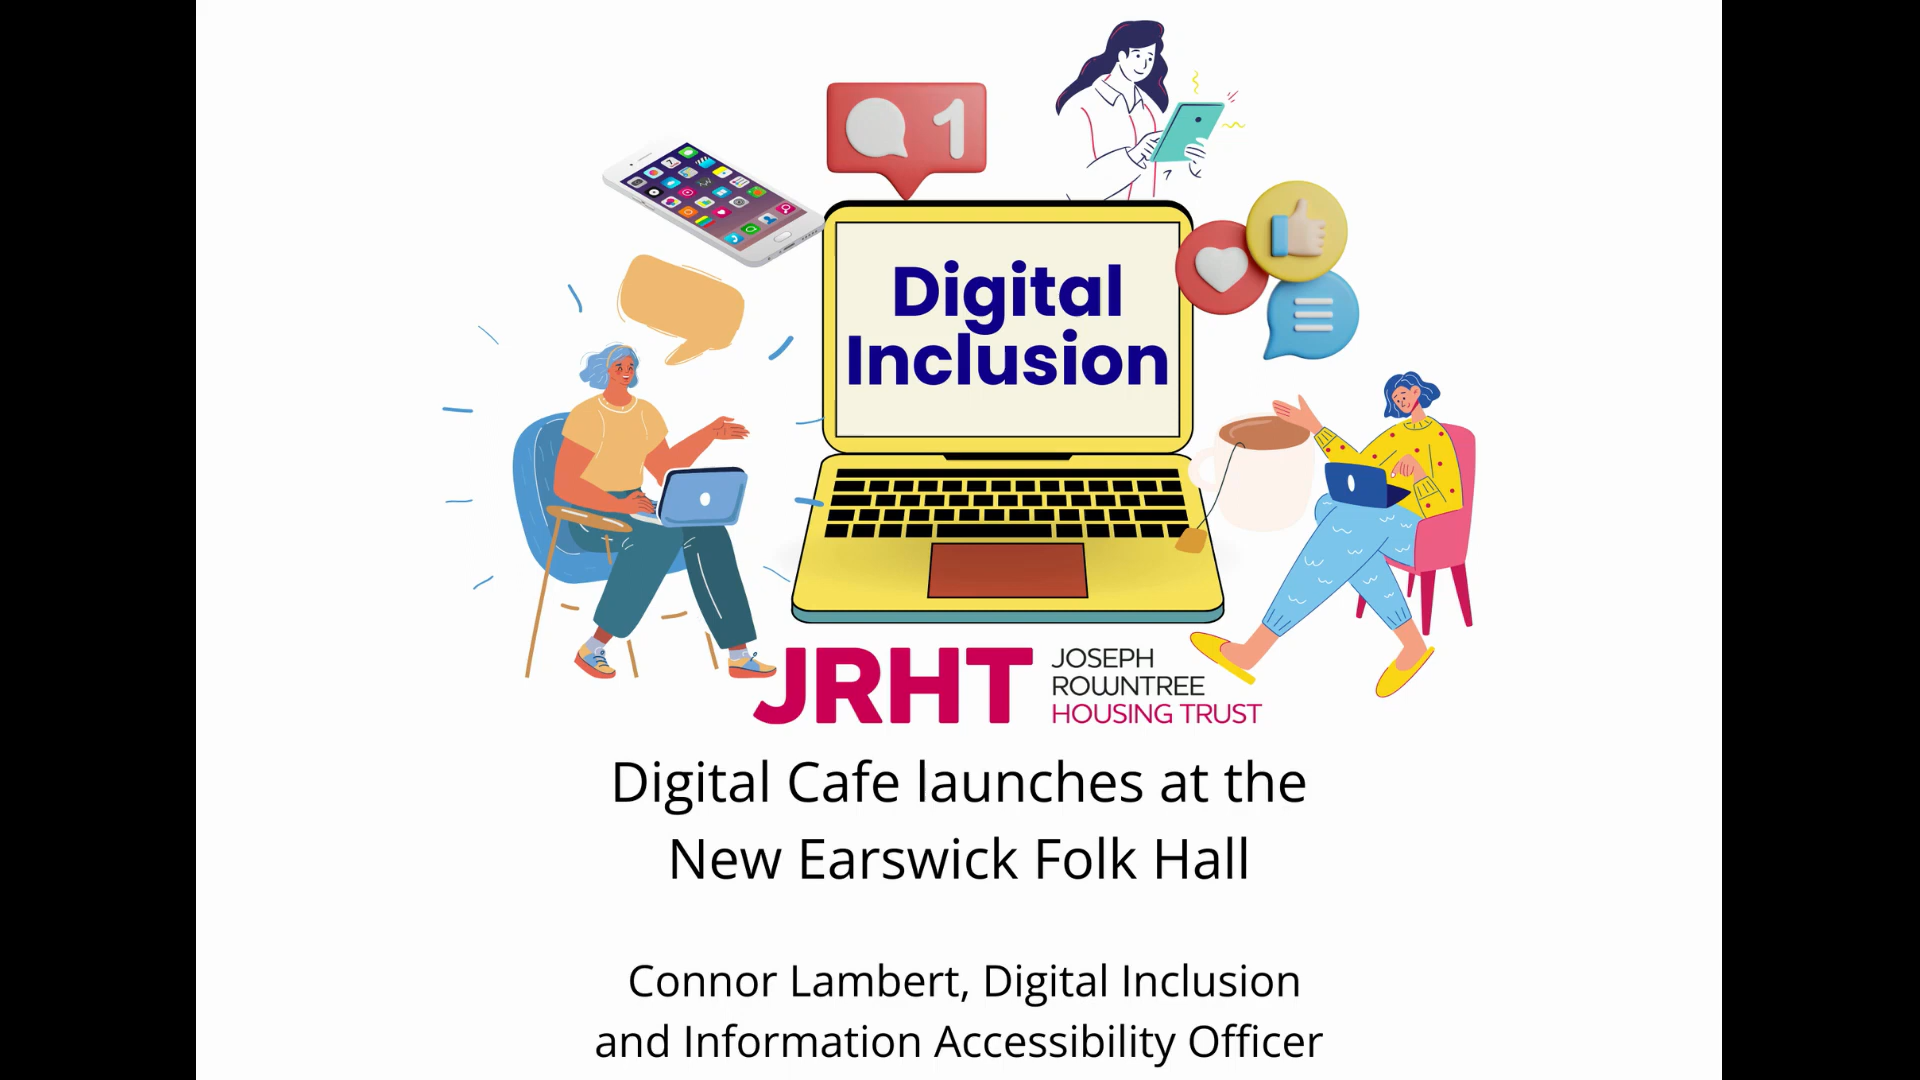 1
Digital
Inclusion
JRHT
JOSEPH
ROWNTREE
HOUSING TRUST
Digital Cafe launches at the
New Earswick Folk Hall
Connor Lambert, Digital Inclusion
and Information Accessibility Officer